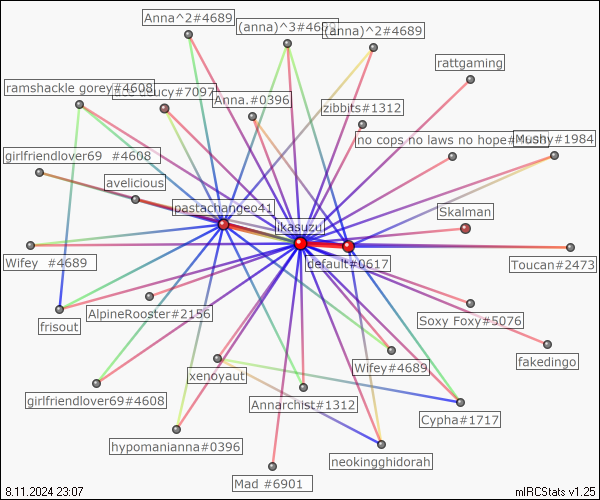 Anna^2#4689
(anna)^3#4689
(anna)^2#4689
rattgaming
ramshackle gorey#4608
#7097
Anna.#0396
zibbits#1312
no cops no laws no hope#
Mushy#1984
girlfriendlover69 #4608
avelicious
pastachangeo41
ikasuzu
Skalman
Wifey #4689
default#0617
Toucan#2473
frisout
AlpineRooster#2156
Soxy Foxy#5076
fakedingo
xenoyaut
Wifey#4689
girlfriendlover69#4608
Annarchist#1312
Cypha#1717
hypomanianna#0396
neokingghidorah
Mad #6901
8.11.2024 23:07
mIRCStats v1.25